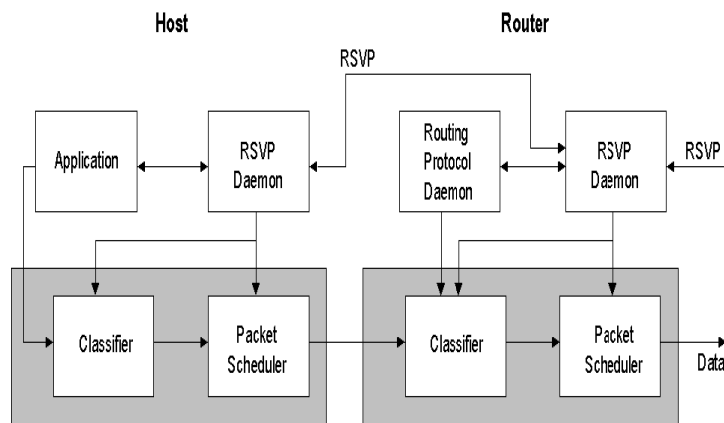 Host
Router
RSVP
Application
RSVP
Daemon
Routing
Protocol
Daemon
RSVP
Daemon
RSVP
Classifier
Packet
Scheduler
Classifier
Packet
Scheduler
Data